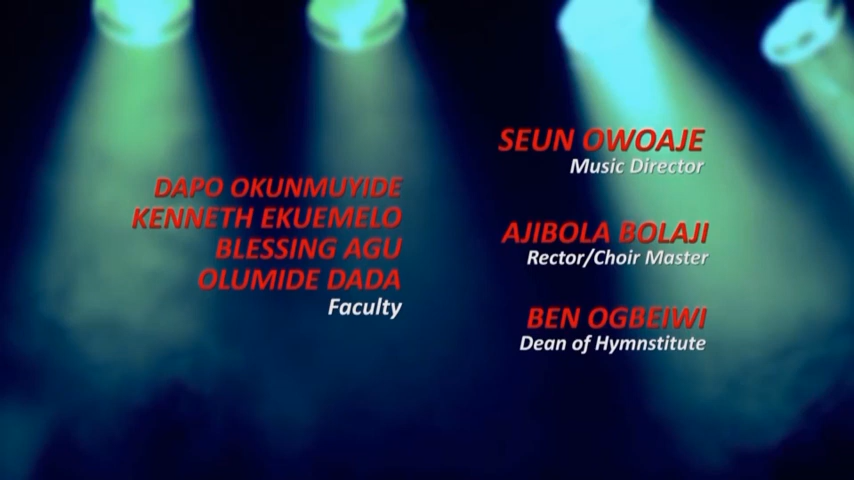 DAPO OKUNMUYIDE
KENNETH EKUEMELO
BLESSING AGU
OLUMIDE DADA
Faculty
SEUN OWOAJE
Music Director
AJIBOLA BOLAJI
Rector/Choir Master
BEN OGBEIWI
Dean of Hymnstitute